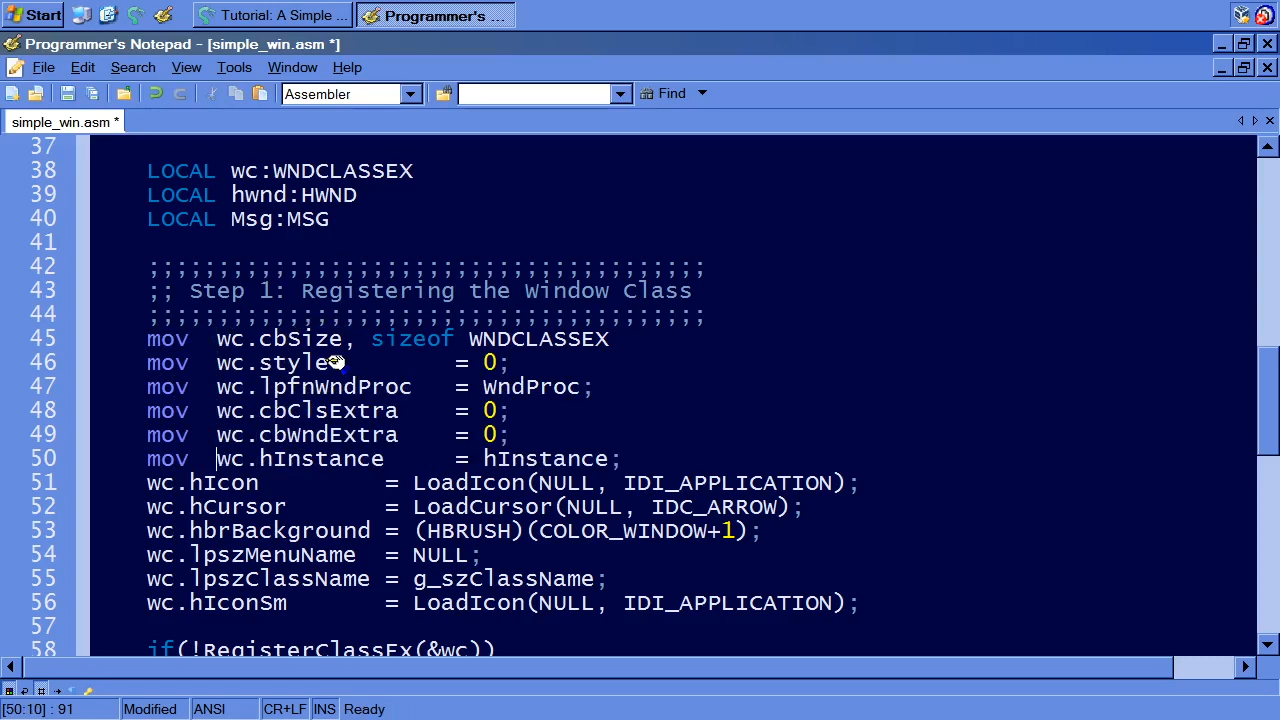 Start Tutorial: A Simple ... Programmer's ...
Programmer's Notepad - [simple_win.asm *]
File Edit Search View Tools Window Help
Assembler Find
simple_win.asm *
37
38 LOCAL wc:WNDCLASSEX
39 LOCAL hwnd:HWND
40 LOCAL Msg:MSG
41
42 ;;;;;;;;;;;;;;;;;;;;;;;;;;;;;;;;;;;;;;;;
43 ;; Step 1: Registering the Window Class
44 ;;;;;;;;;;;;;;;;;;;;;;;;;;;;;;;;;;;;;;;;
45 mov wc.cbSize, sizeof WNDCLASSEX
46 mov wc.style = 0;
47 mov wc.lpfnWndProc = WndProc;
48 mov wc.cbClsExtra = 0;
49 mov wc.cbWndExtra = 0;
50 mov wc.hInstance = hInstance;
51 wc.hIcon = LoadIcon(NULL, IDI_APPLICATION);
52 wc.hCursor = LoadCursor(NULL, IDC_ARROW);
53 wc.hbrBackground = (HBRUSH)(COLOR_WINDOW+1);
54 wc.lpszMenuName = NULL;
55 wc.lpszClassName = g_szClassName;
56 wc.hIconSm = LoadIcon(NULL, IDI_APPLICATION);
57
58 if(!RegisterClassEx(&wc))
[50:10] : 91 Modified ANSI CR+LF INS Ready